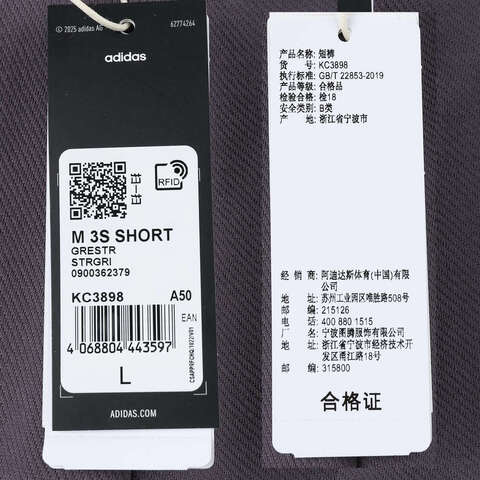 © 2025 adidas AG
62774264
adidas
RFID
M 3S SHORT
GRESTR
STRGRI
0900362379
KC3898 A50
EAN
4 068804 443597
L
ADIDAS.COM
产品名称: 短裤
货 号: KC3898
执行标准: GB/T 22853-2019
产品等级: 合格品
检验合格: 检18
安全类别: B类
产 地: 浙江省宁波市
经 销 商: 阿迪达斯体育(中国)有限
公司
地 址: 苏州工业园区唯胜路508号
邮 编: 215126
电 话: 400 880 1515
厂 名: 宁波图腾服饰有限公司
地 址: 浙江省宁波市经济技术开
发区甬江路18号
邮 编: 315800
合格证